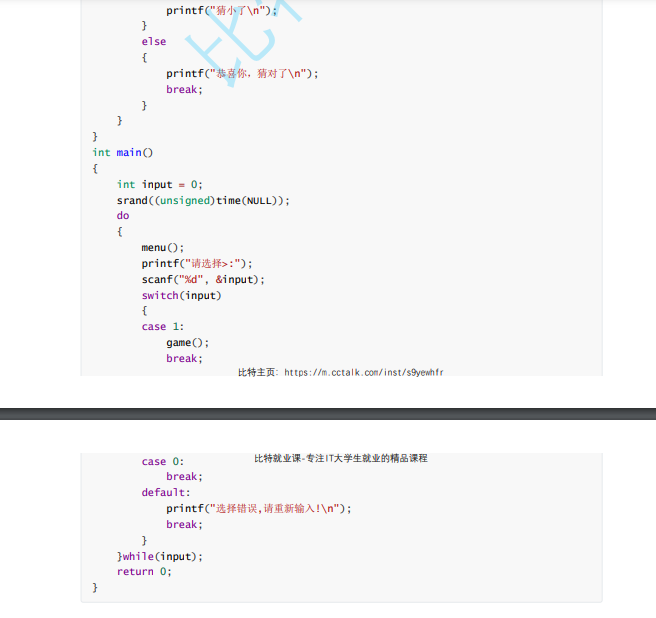 printf("猜小了\n");
}
else
{
printf("恭喜你，猜对了\n");
break;
}
}
}
int main()
{
int input = 0;
srand((unsigned)time(NULL));
do
{
menu();
printf("请选择>:");
scanf("%d", &input);
switch(input)
{
case 1:
game();
break;
比特主页：https://m.cctalk.com/inst/s9yewhfr
比特就业课-专注IT大学生就业的精品课程
case 0:
break;
default:
printf("选择错误,请重新输入!\n");
break;
}
}while(input);
return 0;
}